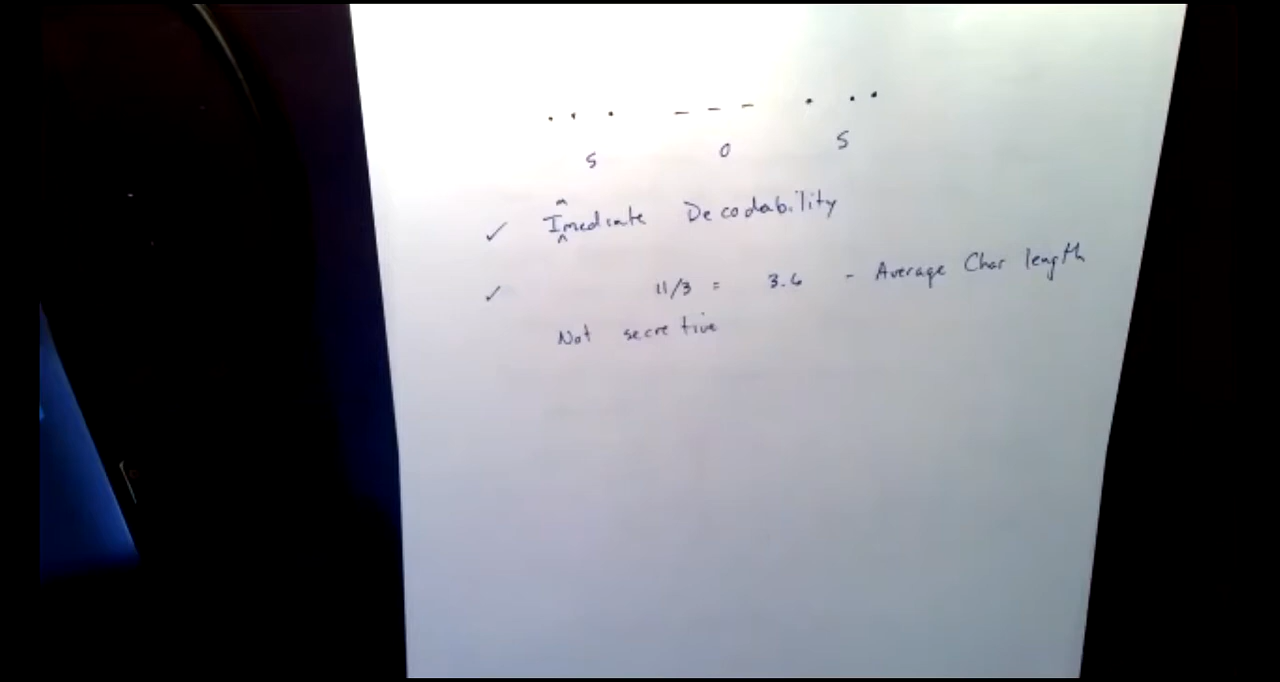 ... --- ...
S O S
✓ Imediate Decodability
✓ 11/3 = 3.6 - Average Char length
Not secretive